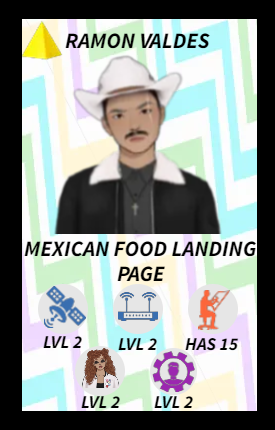 RAMON VALDES
MEXICAN FOOD LANDING
PAGE
LVL 2
LVL 2
HAS 15
LVL 2
LVL 2